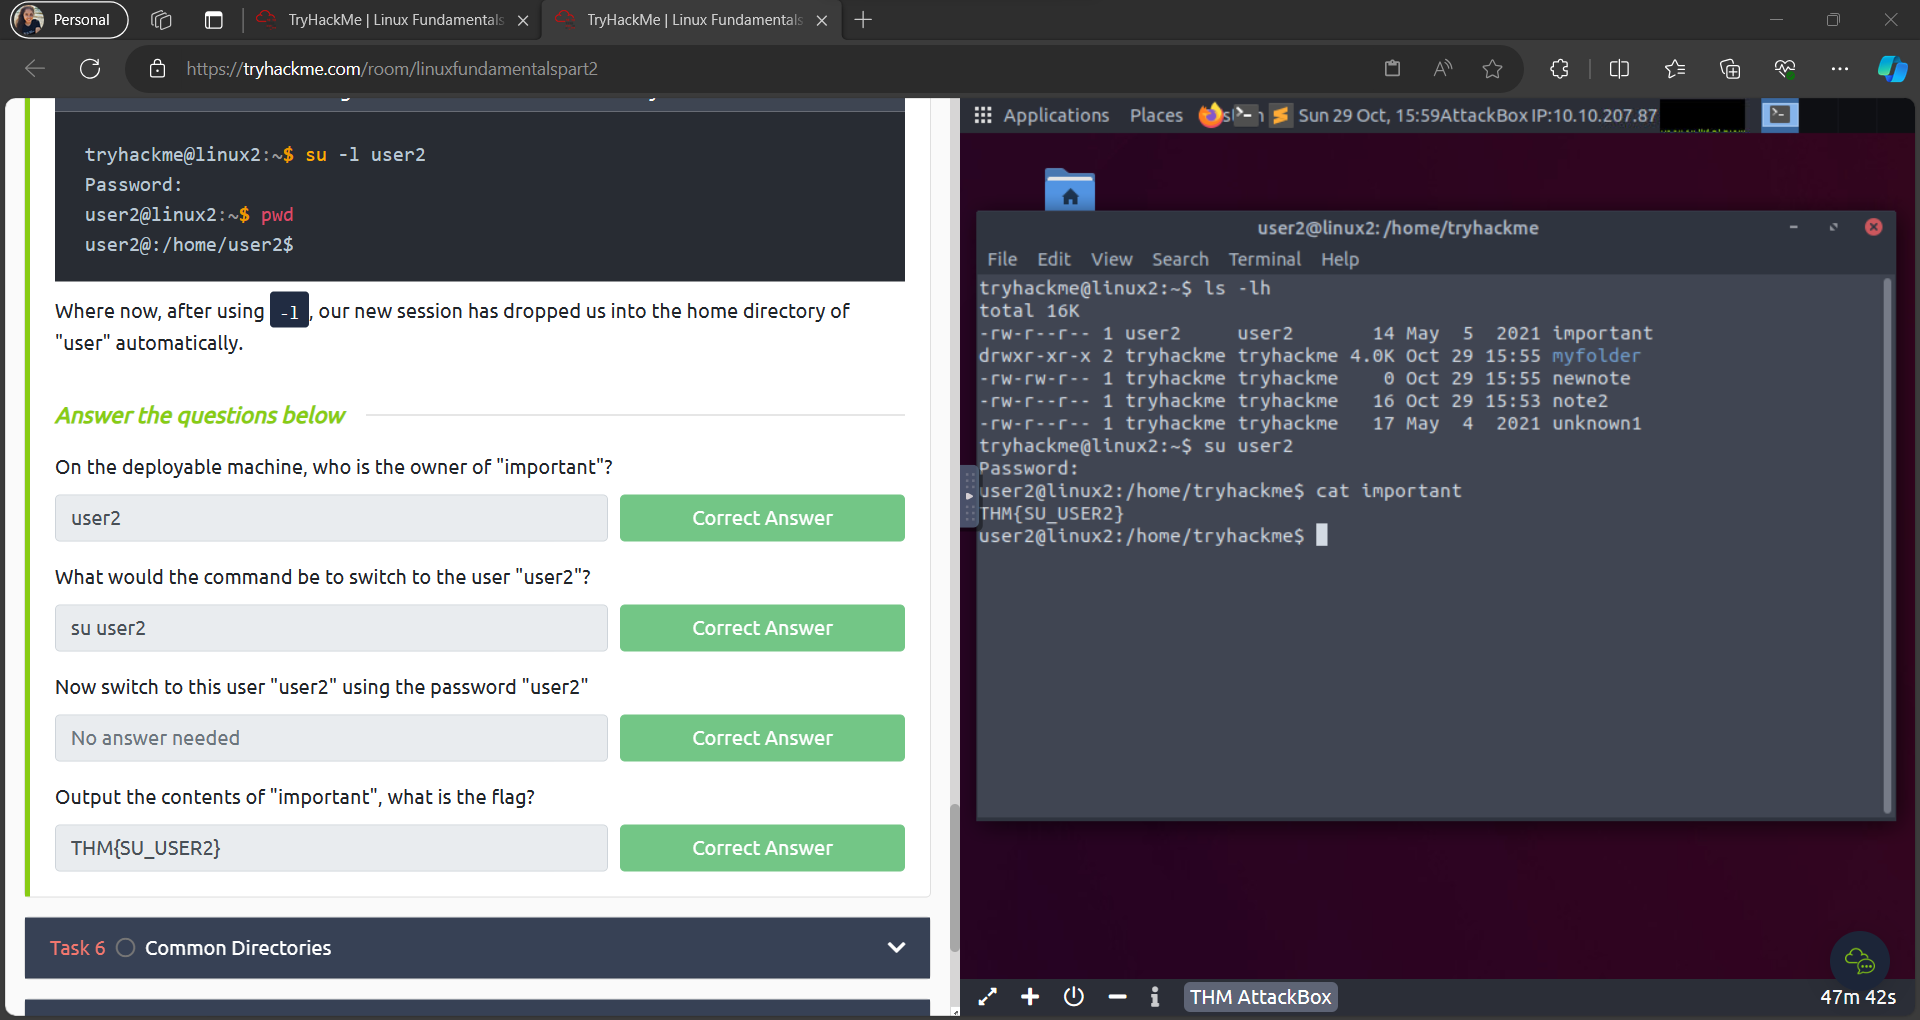 Personal
TryHackMe | Linux Fundamentals
TryHackMe | Linux Fundamentals
https://tryhackme.com/room/linuxfundamentalspart2
tryhackme@linux2:~$ su -l user2
Password:
user2@linux2:~$ pwd
user2@:/home/user2$
Where now, after using -l, our new session has dropped us into the home directory of
"user" automatically.
Answer the questions below
On the deployable machine, who is the owner of "important"?
user2
Correct Answer
What would the command be to switch to the user "user2"?
su user2
Correct Answer
Now switch to this user "user2" using the password "user2"
No answer needed
Correct Answer
Output the contents of "important", what is the flag?
THM{SU_USER2}
Correct Answer
Task 6 Common Directories
Applications Places Sun 29 Oct, 15:59 AttackBox IP:10.10.207.87
user2@linux2: /home/tryhackme
File Edit View Search Terminal Help
tryhackme@linux2:~$ ls -lh
total 16K
-rw-r--r-- 1 user2     user2       14 May  5  2021 important
drwxr-xr-x 2 tryhackme tryhackme 4.0K Oct 29 15:55 myfolder
-rw-rw-r-- 1 tryhackme tryhackme    0 Oct 29 15:55 newnote
-rw-r--r-- 1 tryhackme tryhackme   16 Oct 29 15:53 note2
-rw-r--r-- 1 tryhackme tryhackme   17 May  4  2021 unknown1
tryhackme@linux2:~$ su user2
Password:
user2@linux2:/home/tryhackme$ cat important
THM{SU_USER2}
user2@linux2:/home/tryhackme$
THM AttackBox
47m 42s